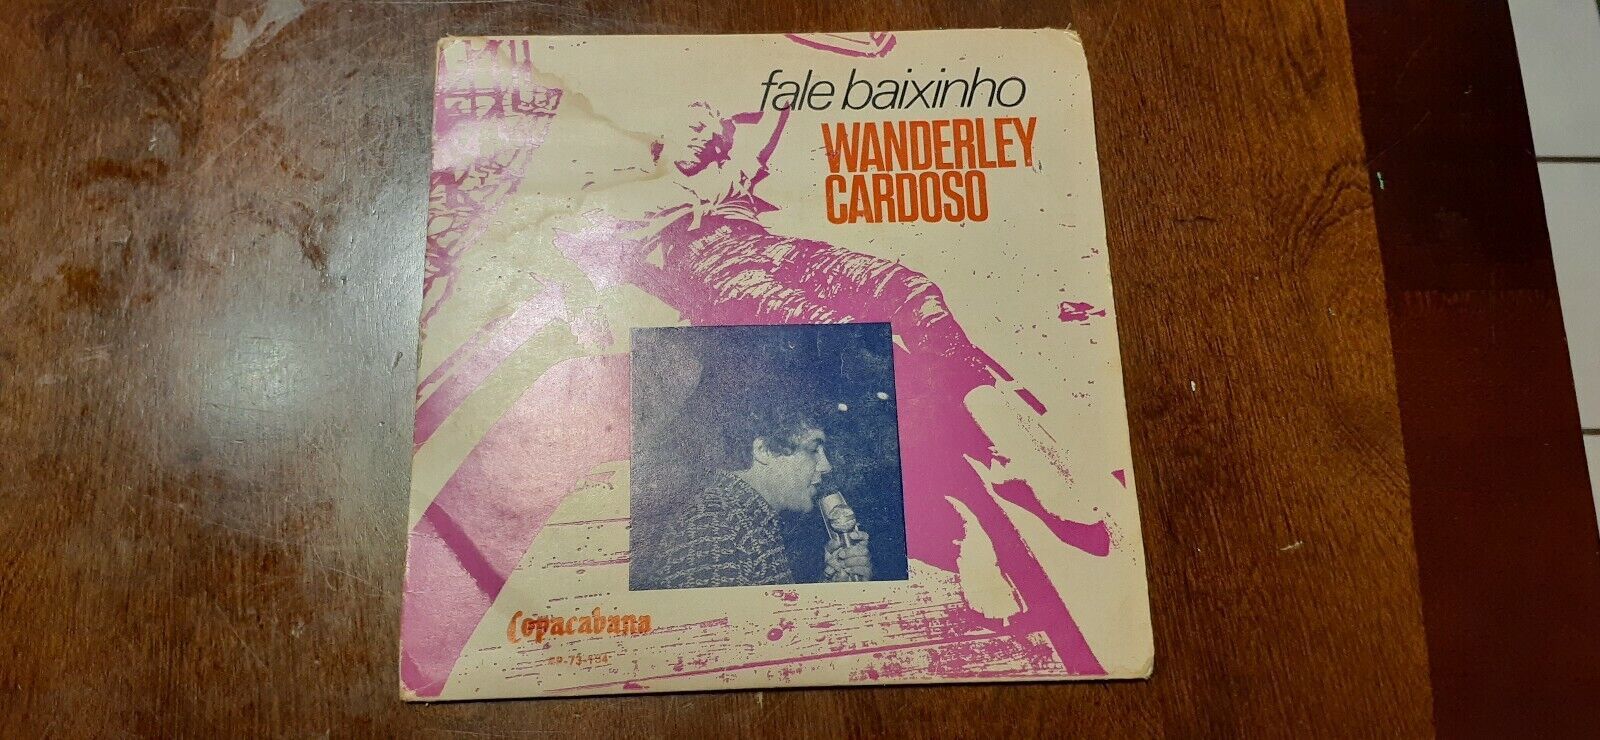 fale baixinho
WANDERLEY
CARDOSO
Copacabana